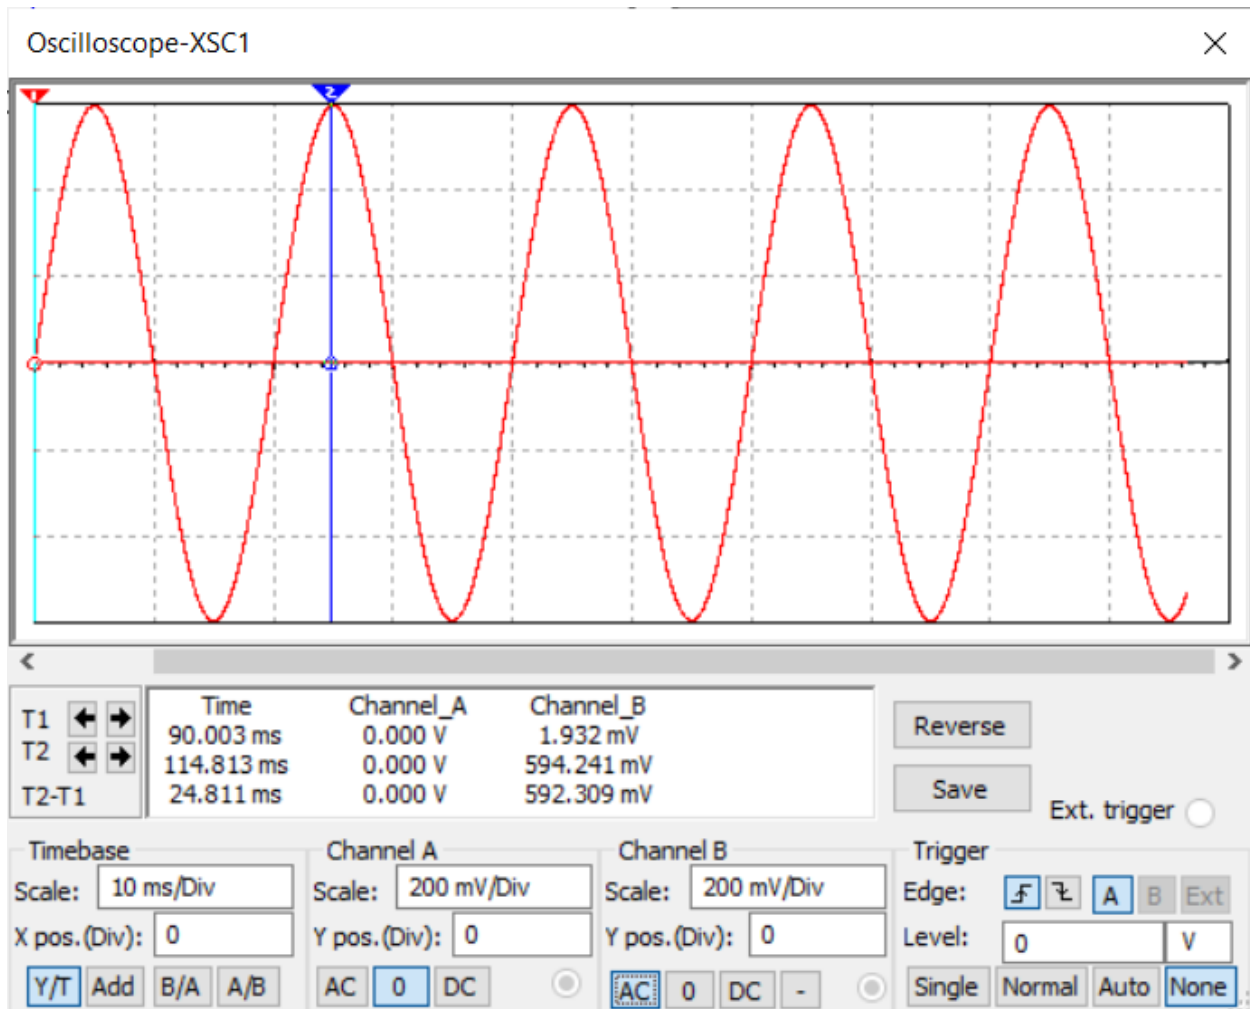 Oscilloscope-XSC1
1 2
Time Channel_A Channel_B
T1 90.003 ms 0.000 V 1.932 mV
T2 114.813 ms 0.000 V 594.241 mV
T2-T1 24.811 ms 0.000 V 592.309 mV
Reverse
Save
Ext. trigger
Timebase Channel A Channel B Trigger
Scale: 10 ms/Div Scale: 200 mV/Div Scale: 200 mV/Div Edge: A B Ext
X pos.(Div): 0 Y pos.(Div): 0 Y pos.(Div): 0 Level: 0 V
Y/T Add B/A A/B AC 0 DC AC 0 DC - Single Normal Auto None